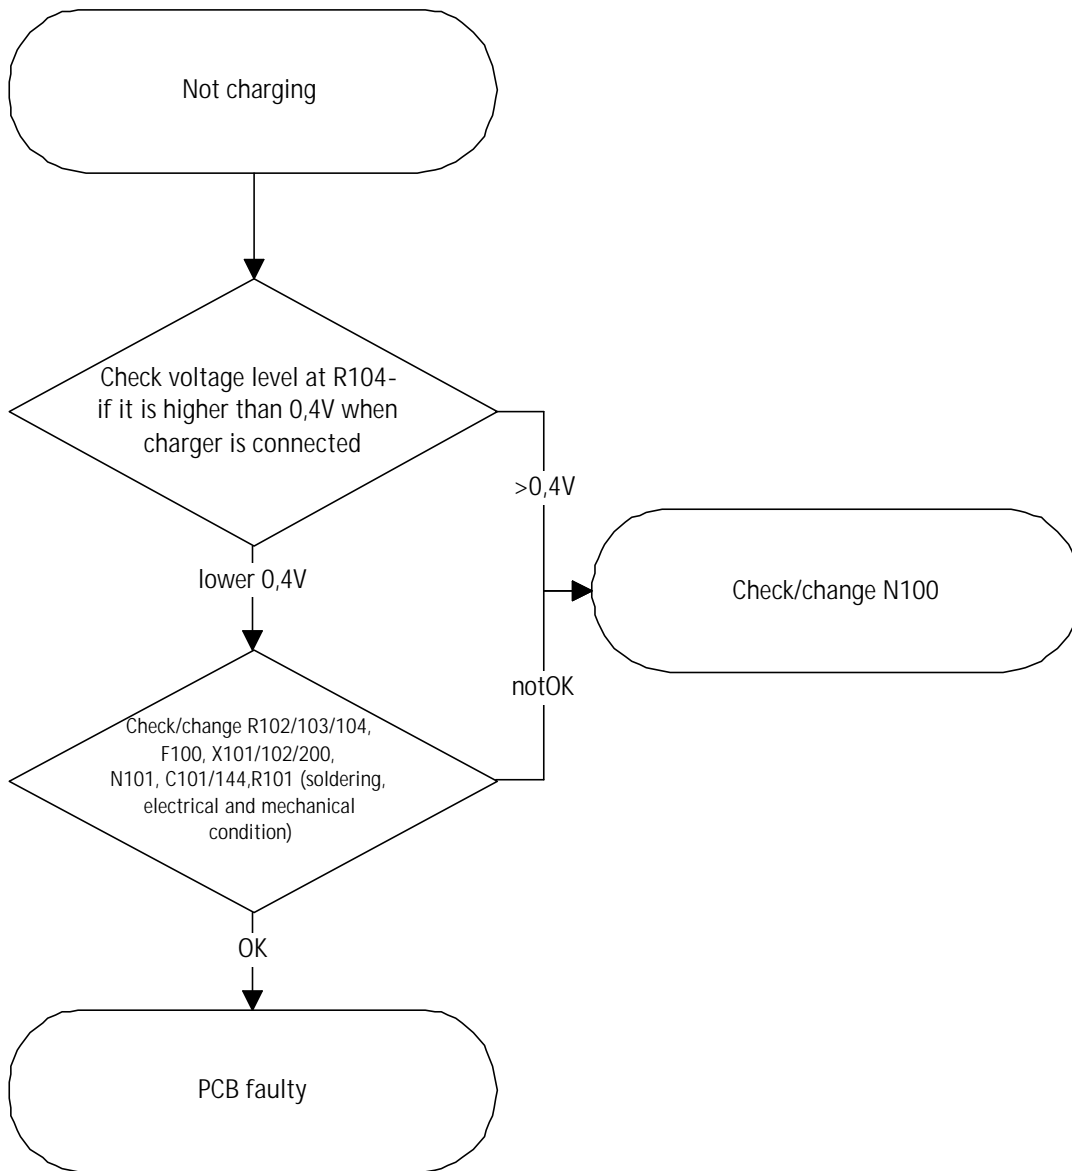 Not charging
Check voltage level at R104-
if it is higher than 0,4V when
charger is connected
>0,4V
lower 0,4V
Check/change N100
notOK
Check/change R102/103/104,
F100, X101/102/200,
N101, C101/144,R101 (soldering,
electrical and mechanical
condition)
OK
PCB faulty